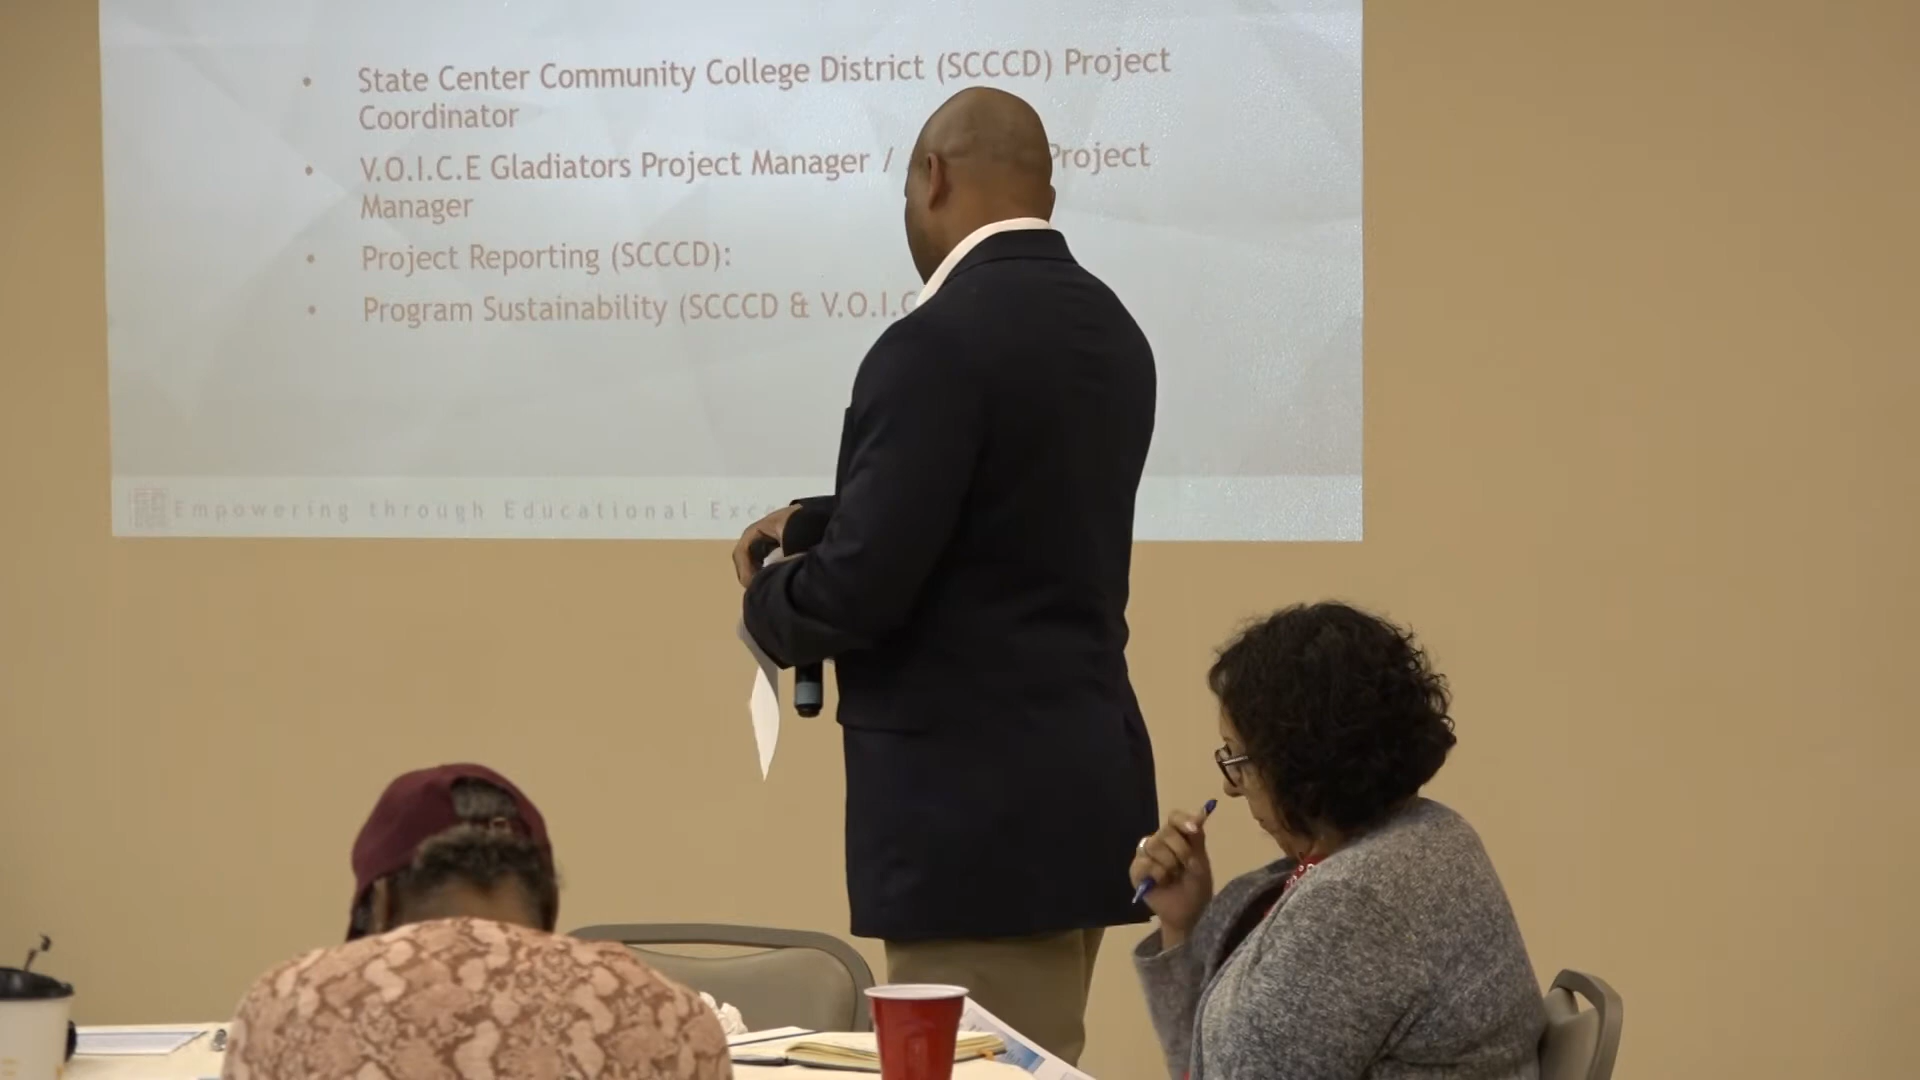 State Center Community College District (SCCCD) Project
Coordinator
V.O.I.C.E Gladiators Project Manager / Project
Manager
Project Reporting (SCCCD):
Program Sustainability (SCCCD & V.O.I.C
Empowering through Educational